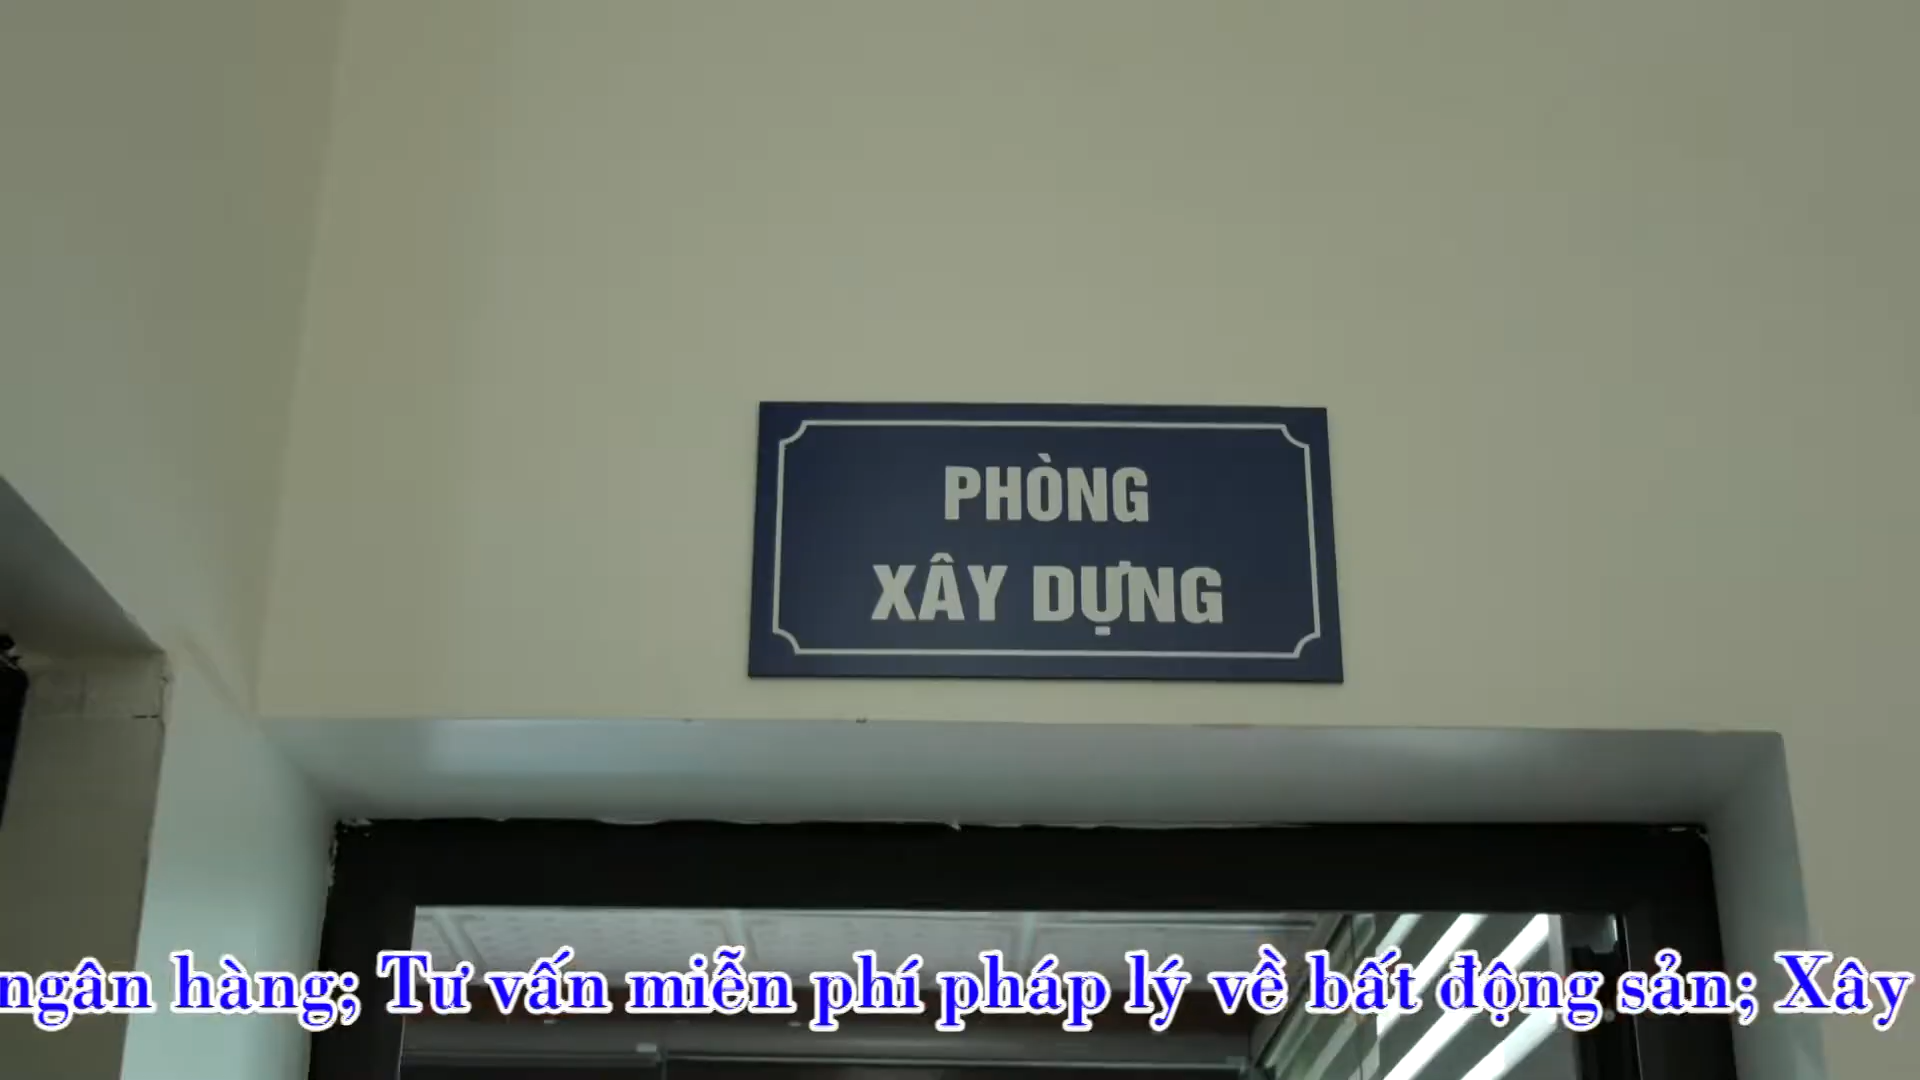 PHÒNG
XÂY DỰNG
ngân hàng; Tư vấn miễn phí pháp lý về bất động sản; Xây